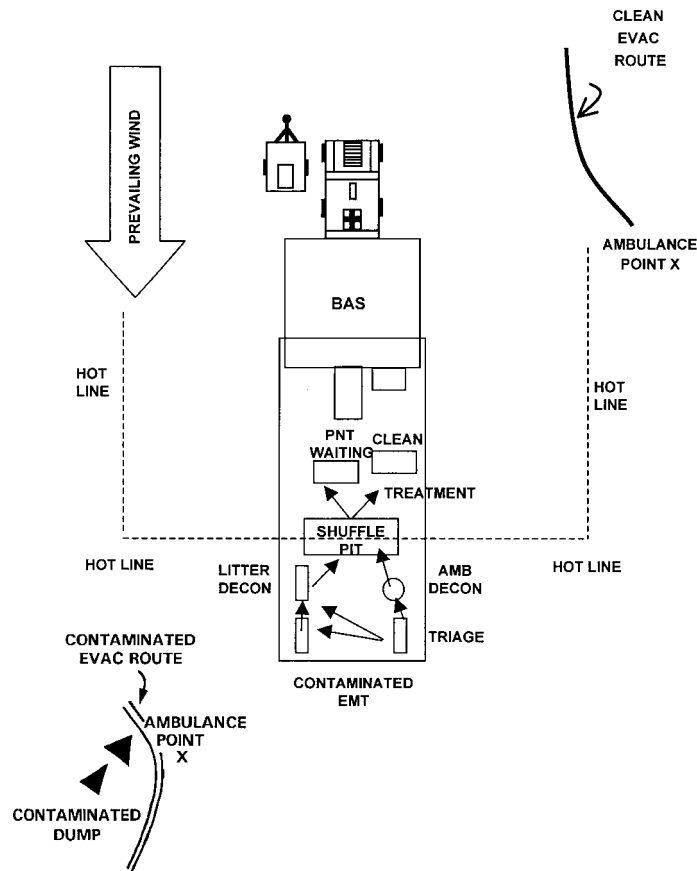 CLEAN
EVAC
ROUTE
PREVAILING WIND
AMBULANCE
POINT X
BAS
HOT
LINE
HOT
LINE
PNT
WAITING
CLEAN
TREATMENT
SHUFFLE
PIT
HOT LINE
LITTER
DECON
AMB
DECON
HOT LINE
TRIAGE
CONTAMINATED
EVAC ROUTE
CONTAMINATED
EMT
AMBULANCE
POINT
X
CONTAMINATED
DUMP